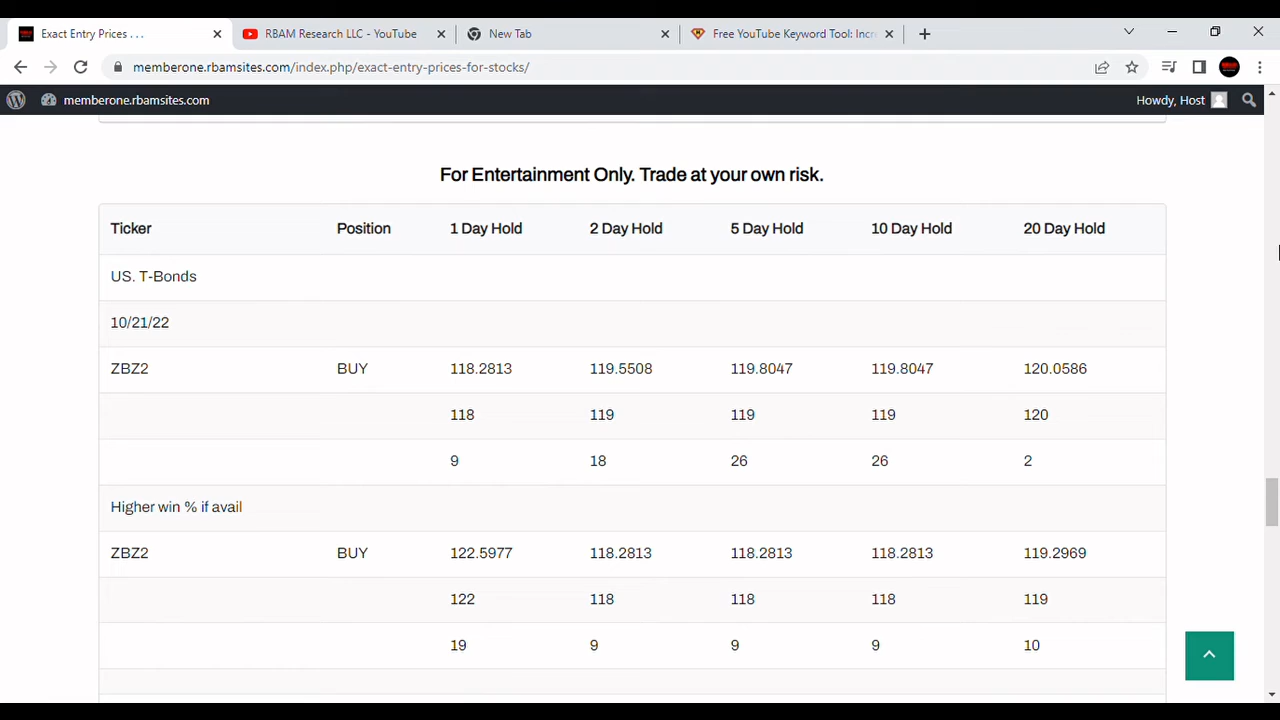 Exact Entry Prices . . .
RBAM Research LLC - YouTube
New Tab
Free YouTube Keyword Tool: Incre
memberone.rbamsites.com/index.php/exact-entry-prices-for-stocks/
memberone.rbamsites.com
Howdy, Host
For Entertainment Only. Trade at your own risk.
Ticker Position 1 Day Hold 2 Day Hold 5 Day Hold 10 Day Hold 20 Day Hold
US. T-Bonds
10/21/22
ZBZ2 BUY 118.2813 119.5508 119.8047 119.8047 120.0586
118 119 119 119 120
9 18 26 26 2
Higher win % if avail
ZBZ2 BUY 122.5977 118.2813 118.2813 118.2813 119.2969
122 118 118 118 119
19 9 9 9 10